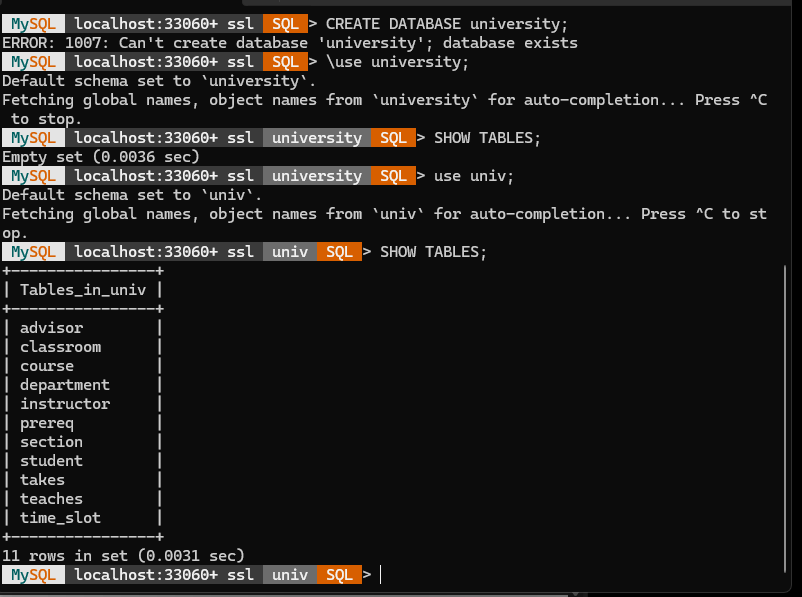 MySQL localhost:33060+ ssl SQL > CREATE DATABASE university;
ERROR: 1007: Can't create database 'university'; database exists
MySQL localhost:33060+ ssl SQL > \use university;
Default schema set to `university`.
Fetching global names, object names from `university` for auto-completion... Press ^C
 to stop.
MySQL localhost:33060+ ssl university SQL > SHOW TABLES;
Empty set (0.0036 sec)
MySQL localhost:33060+ ssl university SQL > use univ;
Default schema set to `univ`.
Fetching global names, object names from `univ` for auto-completion... Press ^C to st
op.
MySQL localhost:33060+ ssl univ SQL > SHOW TABLES;
+----------------+
| Tables_in_univ |
+----------------+
| advisor        |
| classroom      |
| course         |
| department     |
| instructor     |
| prereq         |
| section        |
| student        |
| takes          |
| teaches        |
| time_slot      |
+----------------+
11 rows in set (0.0031 sec)
MySQL localhost:33060+ ssl univ SQL >